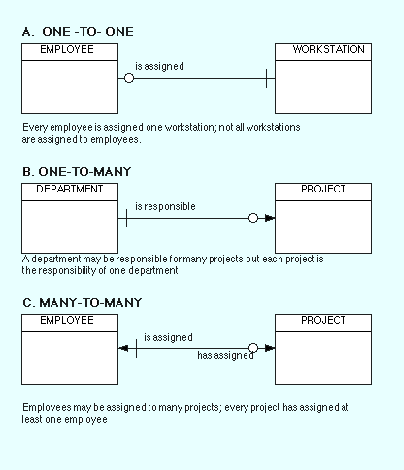 A. ONE -TO- ONE
EMPLOYEE
WORKSTATION
is assigned
Every employee is assigned one workstation; not all workstations
are assigned to employees.
B. ONE-TO-MANY
DEPARTMENT
PROJECT
is responsible
A department may be responsible for many projects but each project is
the responsibility of one department
C. MANY-TO-MANY
EMPLOYEE
PROJECT
is assigned
has assigned
Employees may be assigned to many projects; every project has assigned at
least one employee